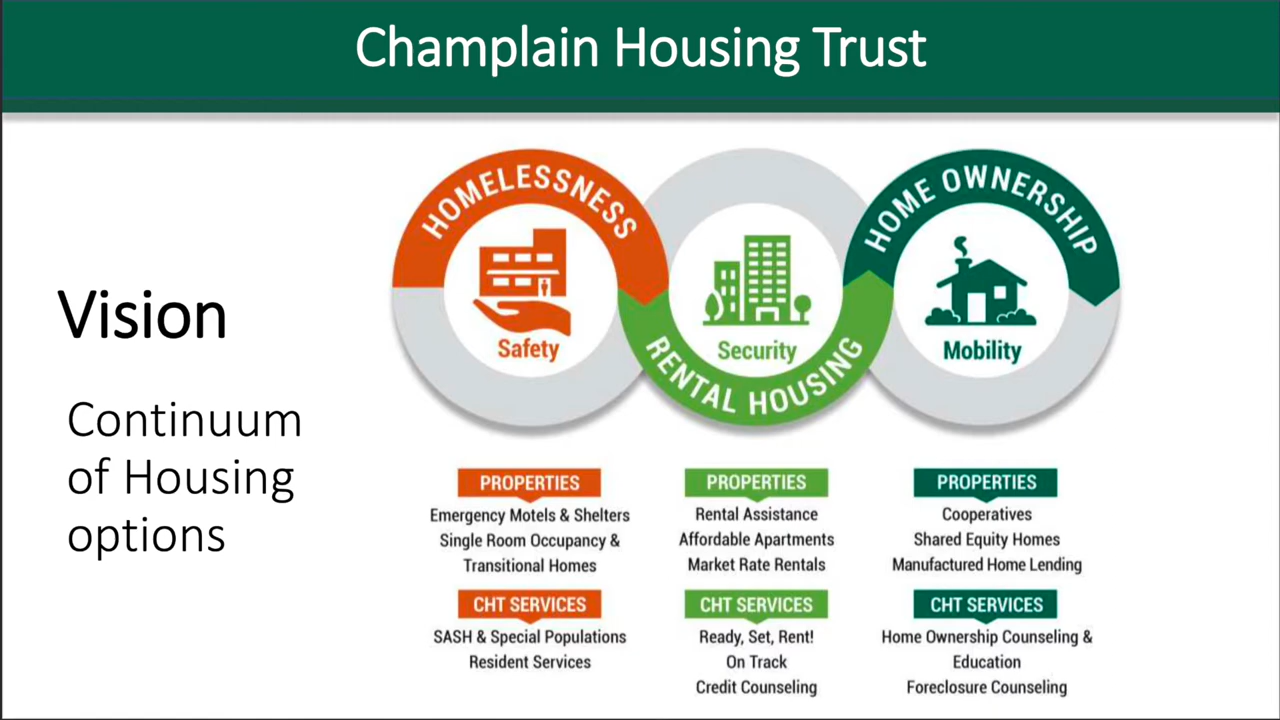 Champlain Housing Trust
Vision
Continuum
of Housing
options
HOMELESSNESS
Safety
RENTAL HOUSING
Security
HOME OWNERSHIP
Mobility
PROPERTIES
Emergency Motels & Shelters
Single Room Occupancy &
Transitional Homes
CHT SERVICES
SASH & Special Populations
Resident Services
PROPERTIES
Rental Assistance
Affordable Apartments
Market Rate Rentals
CHT SERVICES
Ready, Set, Rent!
On Track
Credit Counseling
PROPERTIES
Cooperatives
Shared Equity Homes
Manufactured Home Lending
CHT SERVICES
Home Ownership Counseling &
Education
Foreclosure Counseling